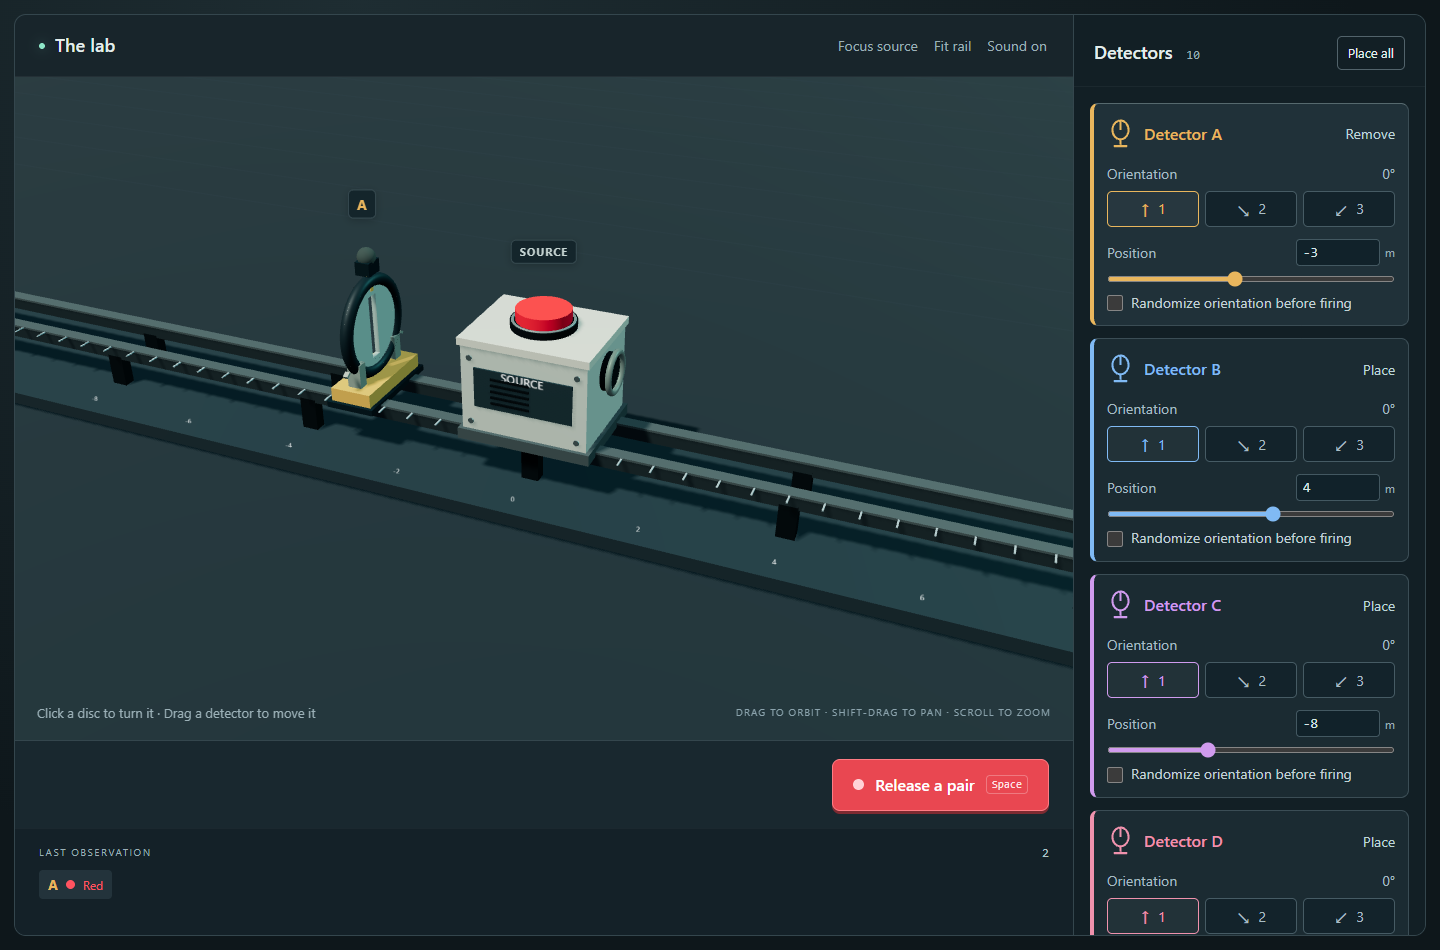 The lab
Focus source Fit rail Sound on
A
SOURCE
SOURCE
-8
-6
-4
-2
0
2
4
6
Click a disc to turn it · Drag a detector to move it
DRAG TO ORBIT · SHIFT-DRAG TO PAN · SCROLL TO ZOOM
Release a pair Space
LAST OBSERVATION 2
A Red
Detectors 10 Place all
Detector A Remove
Orientation 0°
↑ 1 ↘ 2 ↙ 3
Position -3 m
Randomize orientation before firing
Detector B Place
Orientation 0°
↑ 1 ↘ 2 ↙ 3
Position 4 m
Randomize orientation before firing
Detector C Place
Orientation 0°
↑ 1 ↘ 2 ↙ 3
Position -8 m
Randomize orientation before firing
Detector D Place
Orientation 0°
↑ 1 ↘ 2 ↙ 3